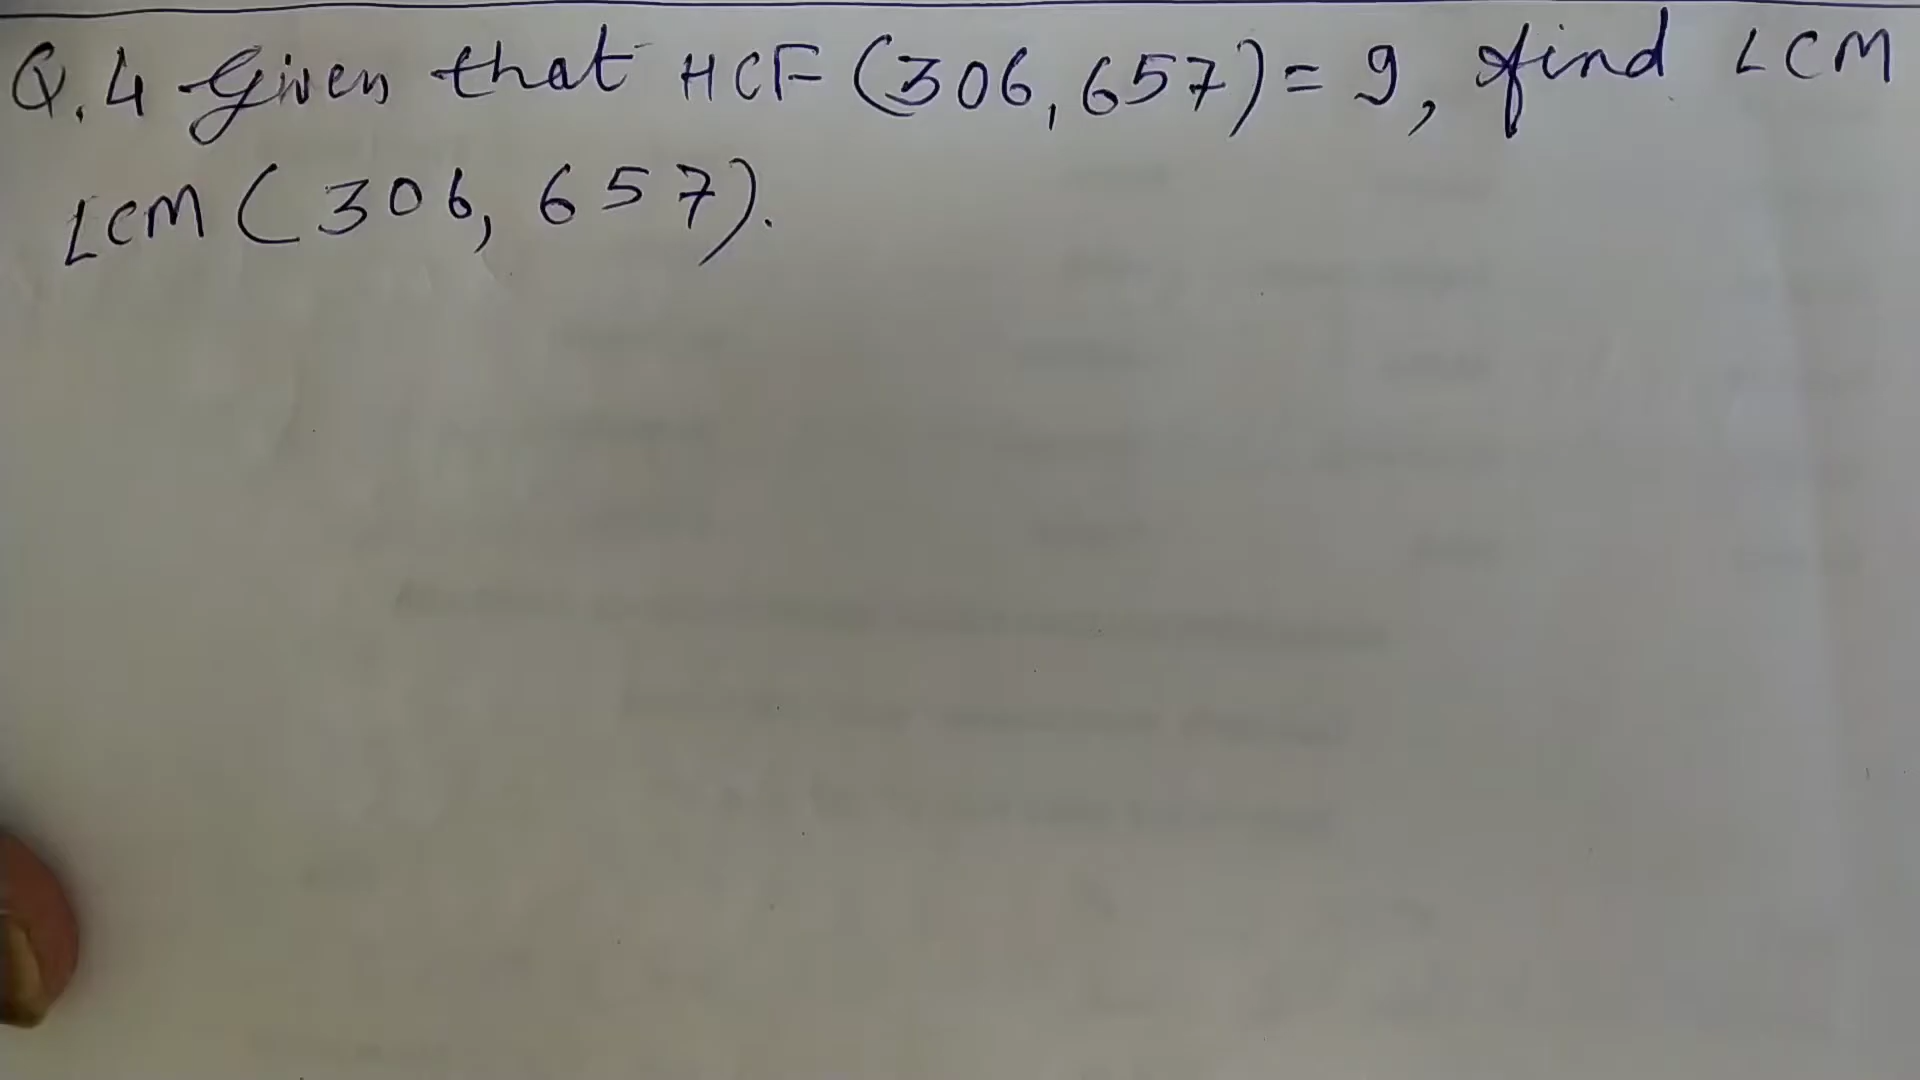 Q.4 Given that HCF (306, 657) = 9, find LCM
LCM (306, 657).